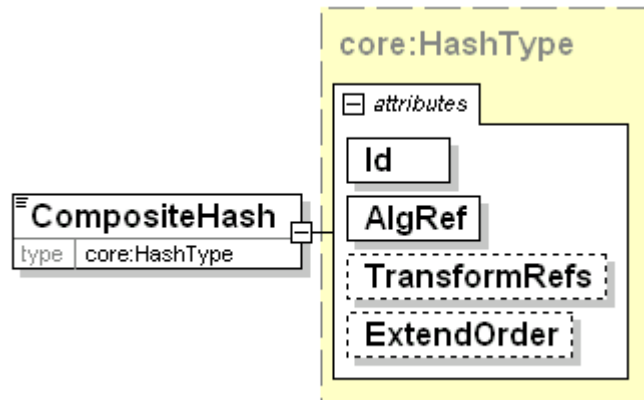 core:HashType
attributes
Id
AlgRef
TransformRefs
ExtendOrder
CompositeHash
type core:HashType